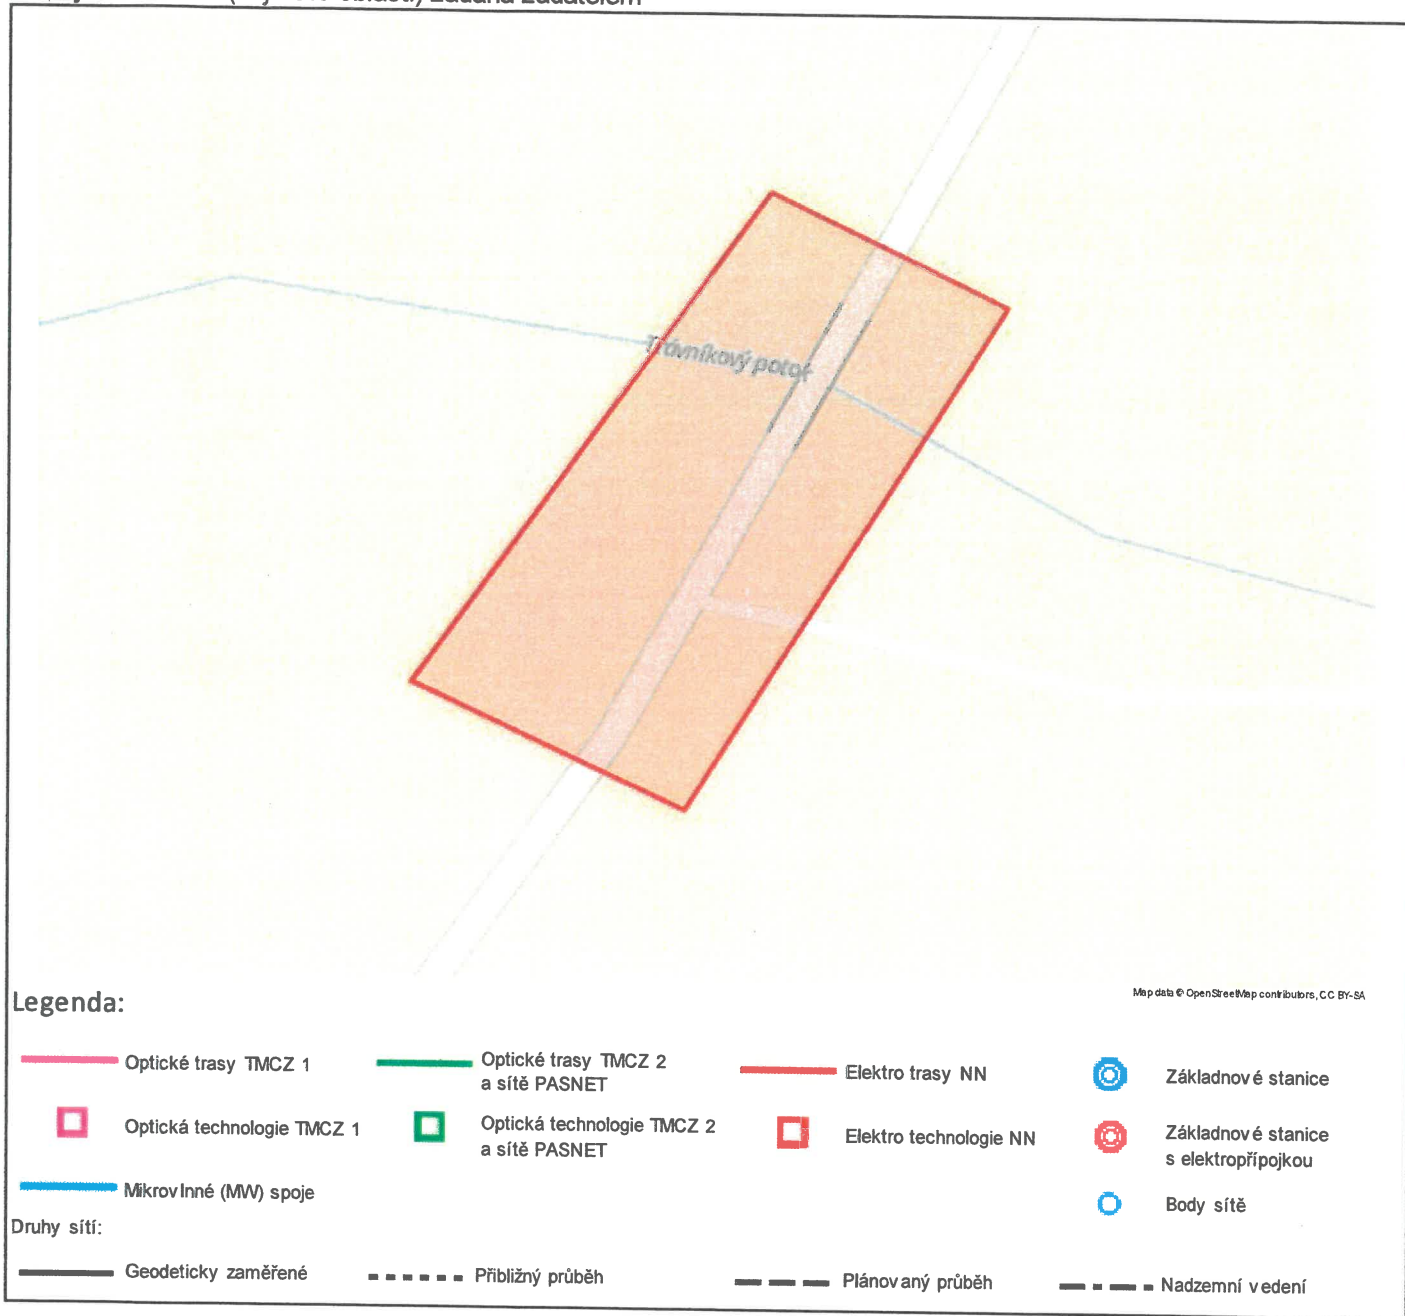 zadána žadatelem
Trávníkový potok
Map data © OpenStreetMap contributors, CC BY-SA
Legenda:
Optické trasy TMCZ 1
Optické trasy TMCZ 2
a sítě PASNET
Elektro trasy NN
Základnové stanice
Optická technologie TMCZ 1
Optická technologie TMCZ 2
a sítě PASNET
Elektro technologie NN
Základnové stanice
s elektropřípojkou
Mikrovlnné (MW) spoje
Body sítě
Druhy sítí:
Geodeticky zaměřené
Přibližný průběh
Plánovaný průběh
Nadzemní vedení